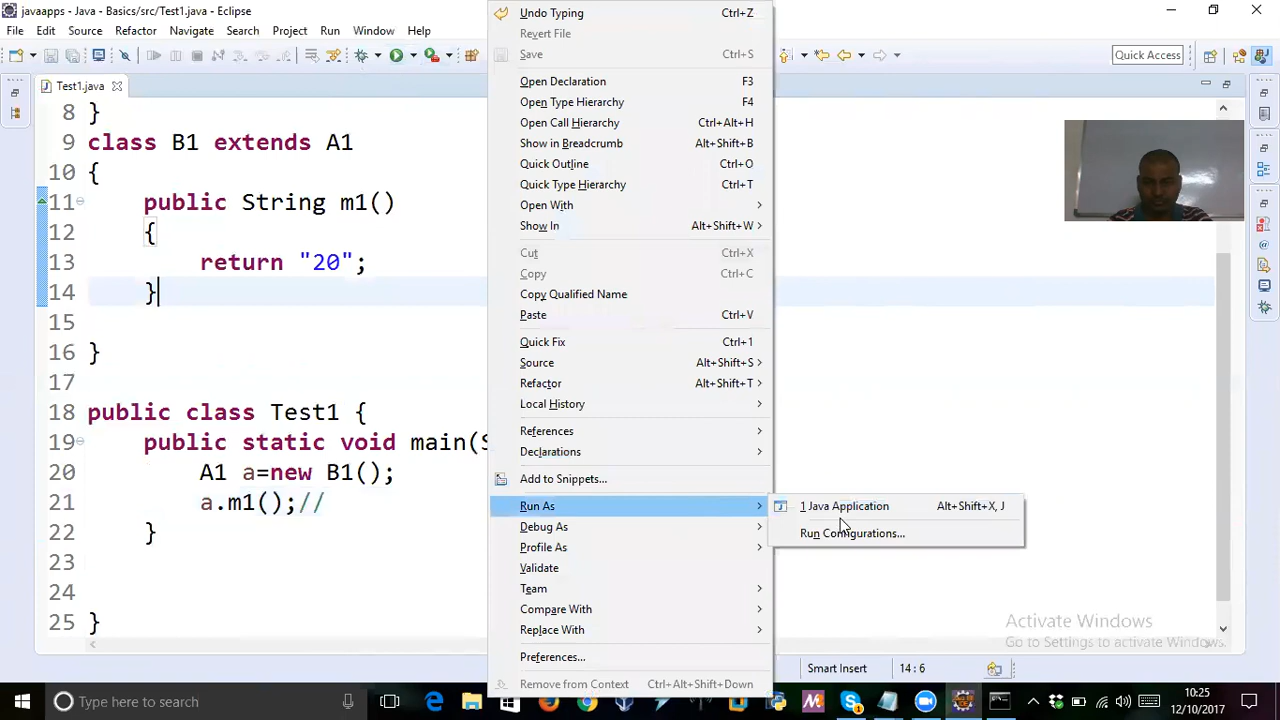 javaapps - Java - Basics/src/Test1.java - Eclipse
File Edit Source Refactor Navigate Search Project Run Window Help
Quick Access
Test1.java
8 }
9 class B1 extends A1
10 {
11 public String m1()
12 {
13 return "20";
14 }
15
16 }
17
18 public class Test1 {
19 public static void main(S
20 A1 a=new B1();
21 a.m1();//
22 }
23
24
25 }
Undo Typing Ctrl+Z
Revert File
Save Ctrl+S
Open Declaration F3
Open Type Hierarchy F4
Open Call Hierarchy Ctrl+Alt+H
Show in Breadcrumb Alt+Shift+B
Quick Outline Ctrl+O
Quick Type Hierarchy Ctrl+T
Open With
Show In Alt+Shift+W
Cut Ctrl+X
Copy Ctrl+C
Copy Qualified Name
Paste Ctrl+V
Quick Fix Ctrl+1
Source Alt+Shift+S
Refactor Alt+Shift+T
Local History
References
Declarations
Add to Snippets...
Run As
Debug As
Profile As
Validate
Team
Compare With
Replace With
Preferences...
Remove from Context Ctrl+Alt+Shift+Down
1 Java Application Alt+Shift+X, J
Run Configurations...
Activate Windows
Go to Settings to activate Windows.
Smart Insert 14 : 6
Type here to search
10:25
12/10/2017